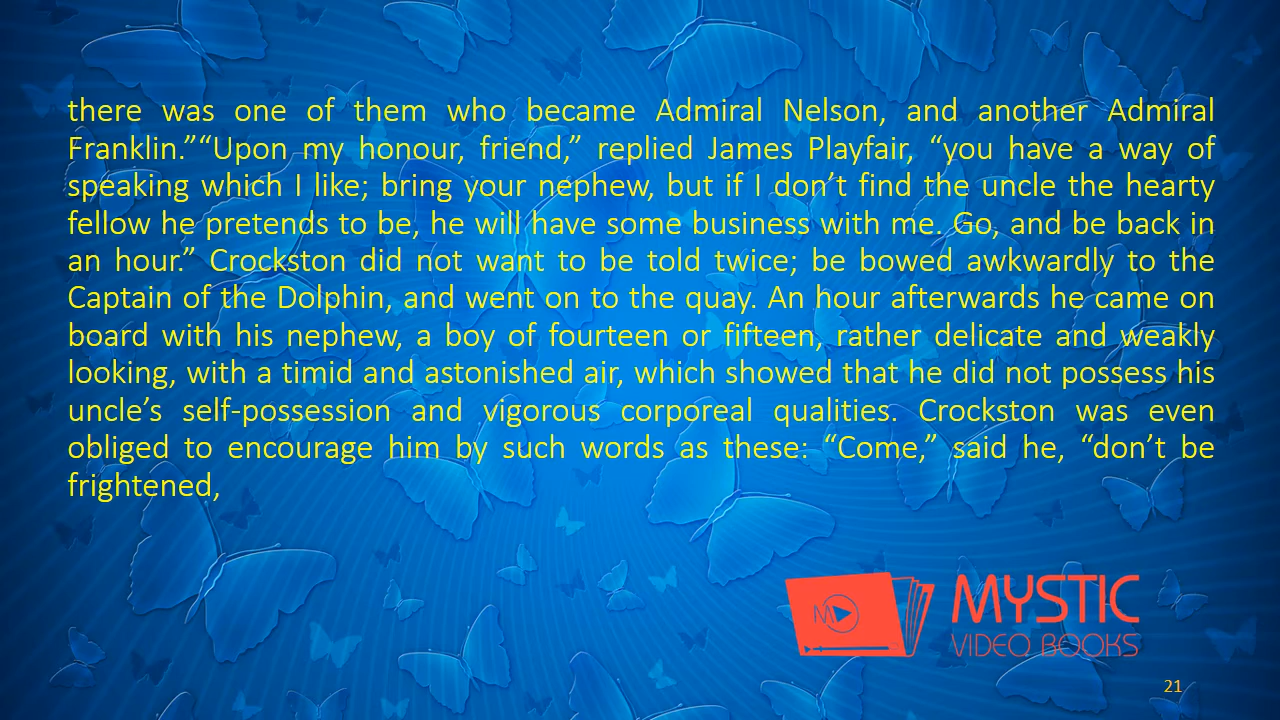 there was one of them who became Admiral Nelson, and another Admiral
Franklin.”“Upon my honour, friend,” replied James Playfair, “you have a way of
speaking which I like; bring your nephew, but if I don’t find the uncle the hearty
fellow he pretends to be, he will have some business with me. Go, and be back in
an hour.” Crockston did not want to be told twice; be bowed awkwardly to the
Captain of the Dolphin, and went on to the quay. An hour afterwards he came on
board with his nephew, a boy of fourteen or fifteen, rather delicate and weakly
looking, with a timid and astonished air, which showed that he did not possess his
uncle’s self-possession and vigorous corporeal qualities. Crockston was even
obliged to encourage him by such words as these: “Come,” said he, “don’t be
frightened,
MYSTIC
VIDEO BOOKS
21